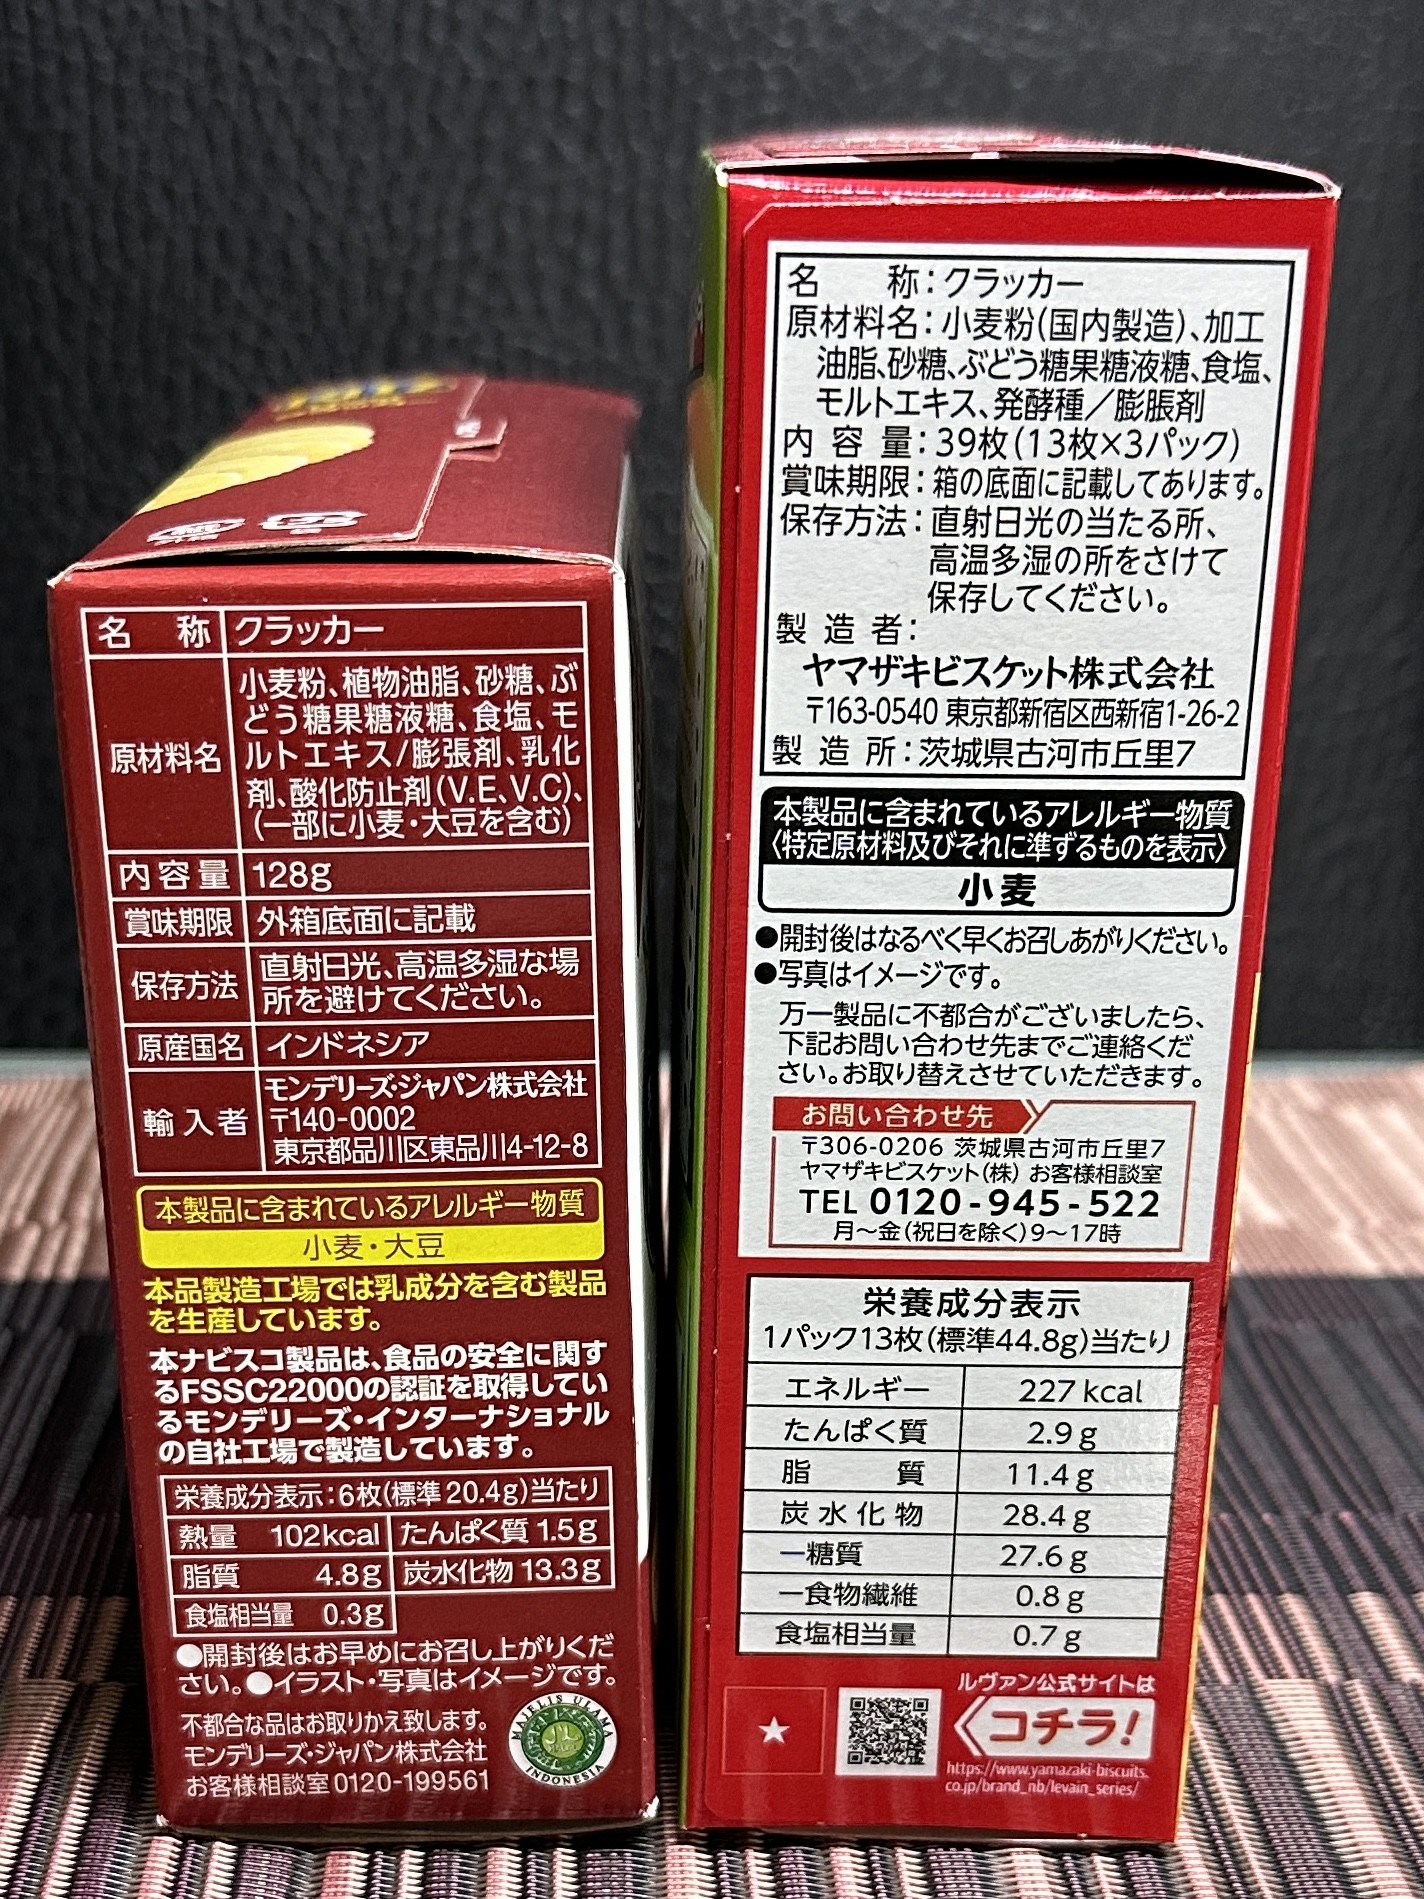 名 称 クラッカー
原材料名 小麦粉、植物油脂、砂糖、ぶ
どう糖果糖液糖、食塩、モ
ルトエキス/膨張剤、乳化
剤、酸化防止剤(V.E、V.C)、
(一部に小麦・大豆を含む)
内容量 128g
賞味期限 外箱底面に記載
保存方法 直射日光、高温多湿な場
所を避けてください。
原産国名 インドネシア
輸入者 モンデリーズ・ジャパン株式会社
〒140-0002
東京都品川区東品川4-12-8
本製品に含まれているアレルギー物質
小麦・大豆
本品製造工場では乳成分を含む製品
を生産しています。
本ナビスコ製品は、食品の安全に関す
るFSSC22000の認証を取得してい
るモンデリーズ・インターナショナル
の自社工場で製造しています。
栄養成分表示:6枚(標準 20.4g)当たり
熱量 102kcal たんぱく質 1.5g
脂質 4.8g 炭水化物 13.3g
食塩相当量 0.3g
●開封後はお早めにお召し上がりくだ
さい。●イラスト・写真はイメージです。
不都合な品はお取りかえ致します。
モンデリーズ・ジャパン株式会社
お客様相談室 0120-199561
MAJELIS ULAMA
INDONESIA
名 称:クラッカー
原材料名:小麦粉(国内製造)、加工
油脂、砂糖、ぶどう糖果糖液糖、食塩、
モルトエキス、発酵種/膨脹剤
内容量:39枚(13枚×3パック)
賞味期限:箱の底面に記載してあります。
保存方法:直射日光の当たる所、
高温多湿の所をさけて
保存してください。
製造者:
ヤマザキビスケット株式会社
〒163-0540 東京都新宿区西新宿1-26-2
製造所:茨城県古河市丘里7
本製品に含まれているアレルギー物質
〈特定原材料及びそれに準ずるものを表示〉
小麦
●開封後はなるべく早くお召しあがりください。
●写真はイメージです。
万一製品に不都合がございましたら、
下記お問い合わせ先までご連絡くだ
さい。お取り替えさせていただきます。
お問い合わせ先
〒306-0206 茨城県古河市丘里7
ヤマザキビスケット(株) お客様相談室
TEL 0120-945-522
月〜金(祝日を除く)9〜17時
栄養成分表示
1パック13枚(標準44.8g)当たり
エネルギー 227 kcal
たんぱく質 2.9 g
脂質 11.4 g
炭水化物 28.4 g
ー糖質 27.6 g
ー食物繊維 0.8 g
食塩相当量 0.7 g
ルヴァン公式サイトは
コチラ!
https://www.yamazaki-biscuits.
co.jp/brand_nb/levain_series/